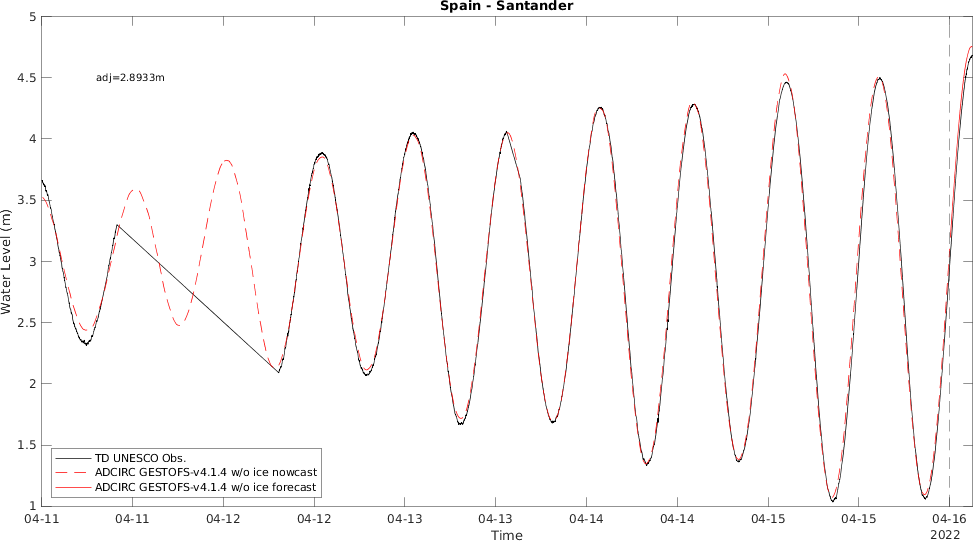 Spain - Santander
5
4.5
4
3.5
3
2.5
2
1.5
1
Water Level (m)
adj=2.8933m
TD UNESCO Obs.
ADCIRC GESTOFS-v4.1.4 w/o ice nowcast
ADCIRC GESTOFS-v4.1.4 w/o ice forecast
04-11 04-11 04-12 04-12 04-13 04-13 04-14 04-14 04-15 04-15 04-16
2022
Time